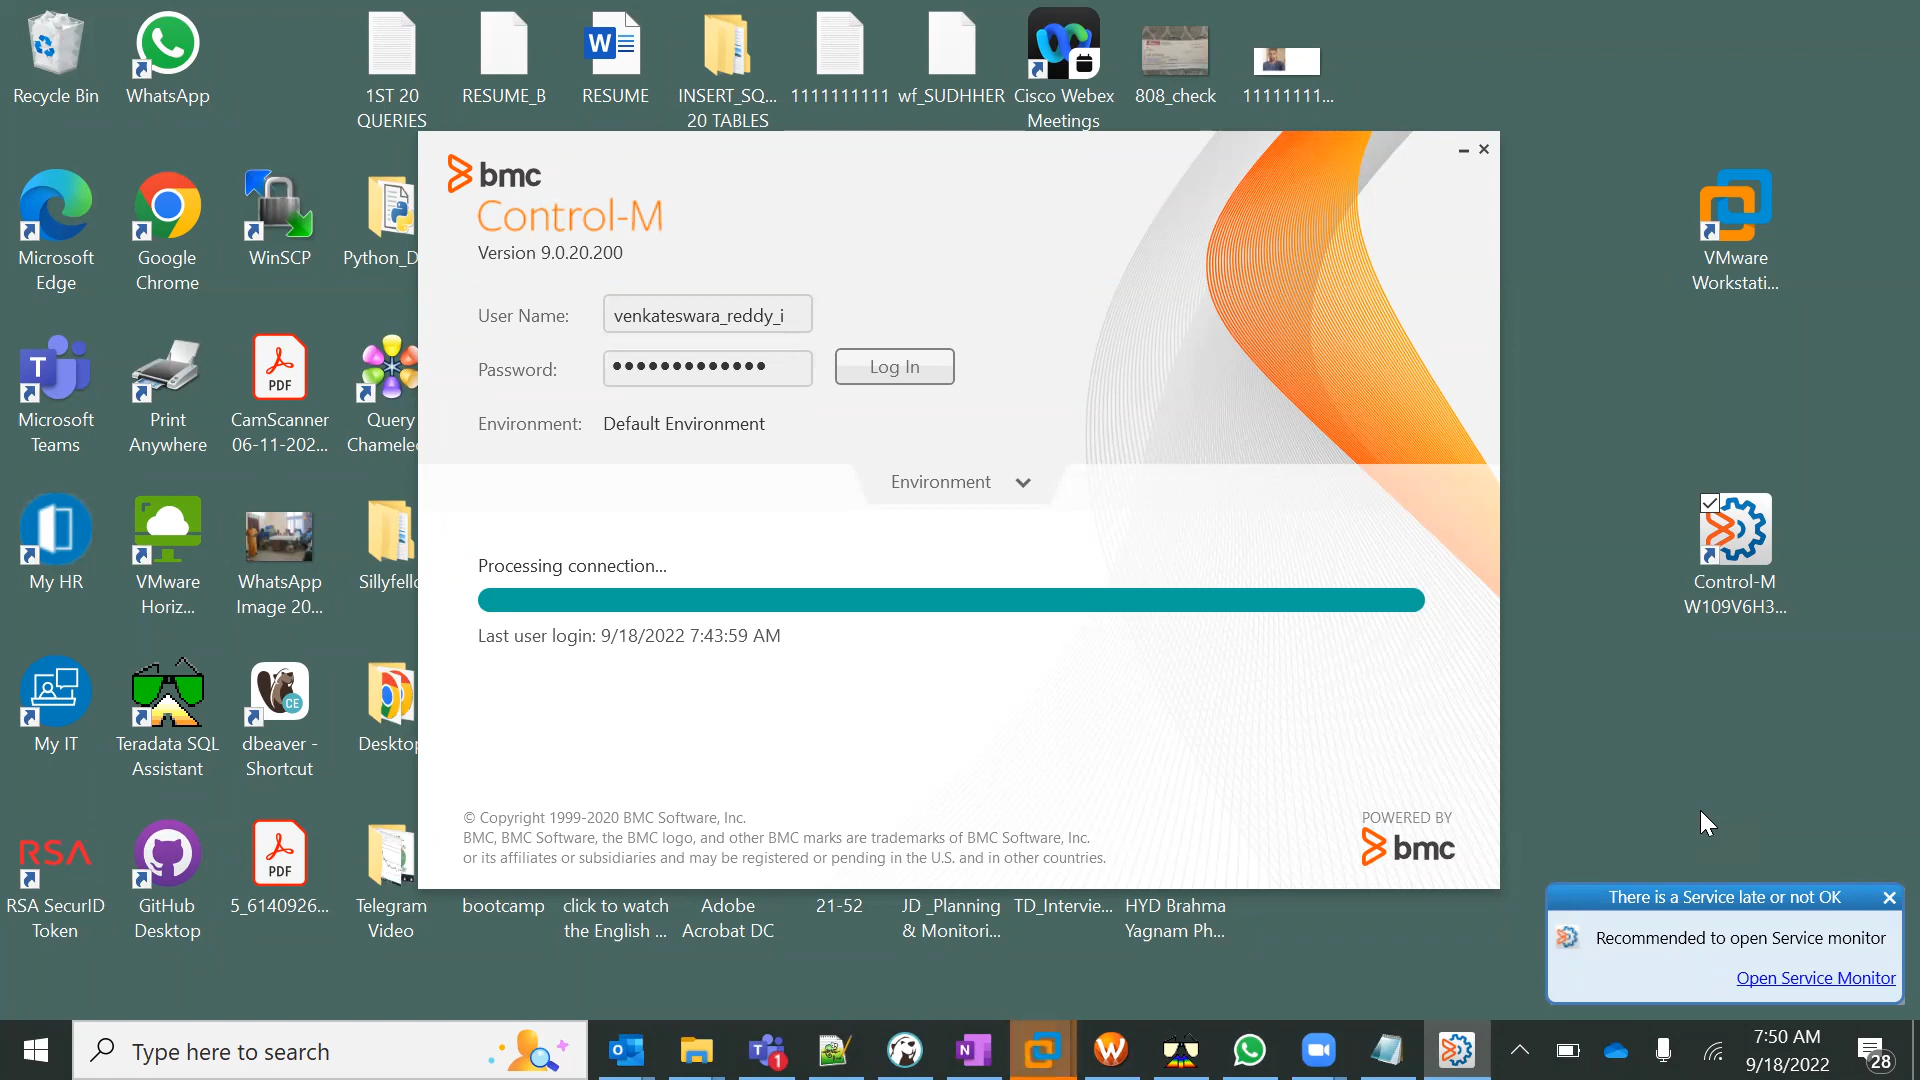 Recycle Bin
WhatsApp
1ST 20
QUERIES
RESUME_B
RESUME
INSERT_SQ...
20 TABLES
1111111111
wf_SUDHHER
Cisco Webex
Meetings
808_check
11111111...
Microsoft
Edge
Google
Chrome
WinSCP
Python_D
VMware
Workstati...
Microsoft
Teams
Print
Anywhere
PDF
CamScanner
06-11-202...
Query
Chamele
My HR
VMware
Horiz...
WhatsApp
Image 20...
Sillyfello
Control-M
W109V6H3...
My IT
Teradata SQL
Assistant
CE
dbeaver -
Shortcut
Desktop
RSA
RSA SecurID
Token
GitHub
Desktop
PDF
5_6140926...
Telegram
Video
bootcamp
click to watch
the English ...
Adobe
Acrobat DC
21-52
JD _Planning
& Monitori...
TD_Intervie...
HYD Brahma
Yagnam Ph...
bmc
Control-M
Version 9.0.20.200
User Name: venkateswara_reddy_i
Password: ●●●●●●●●●●●●● Log In
Environment: Default Environment
Environment
Processing connection...
Last user login: 9/18/2022 7:43:59 AM
© Copyright 1999-2020 BMC Software, Inc.
BMC, BMC Software, the BMC logo, and other BMC marks are trademarks of BMC Software, Inc.
or its affiliates or subsidiaries and may be registered or pending in the U.S. and in other countries.
POWERED BY
bmc
There is a Service late or not OK
Recommended to open Service monitor
Open Service Monitor
Type here to search
1
7:50 AM
9/18/2022
28